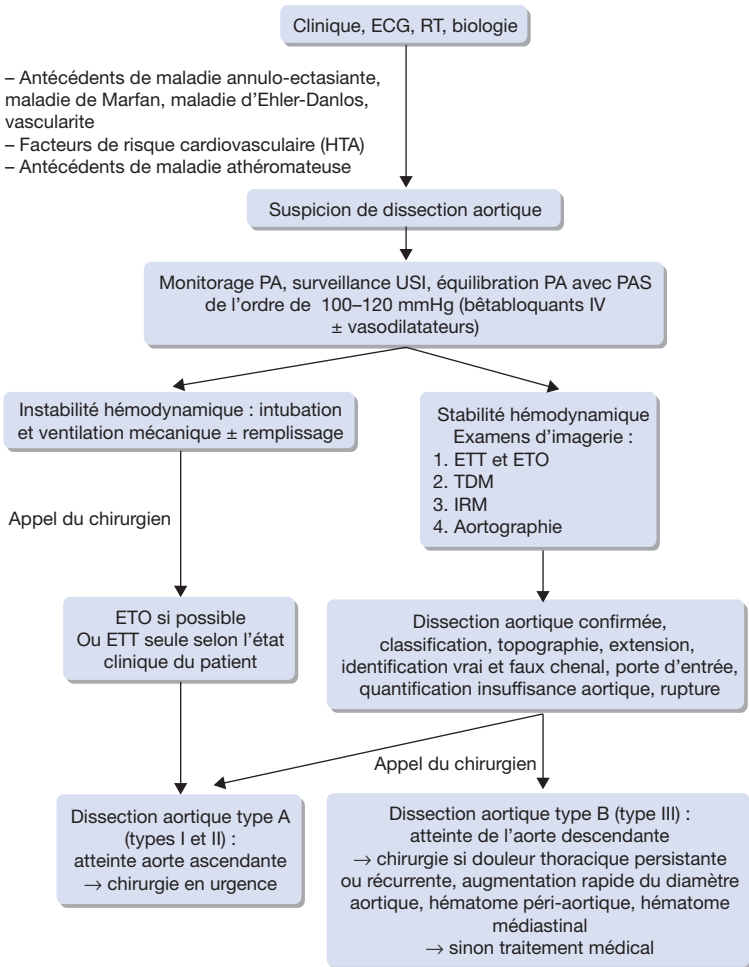 Clinique, ECG, RT, biologie
– Antécédents de maladie annulo-ectasiante,
maladie de Marfan, maladie d’Ehler-Danlos,
vascularite
– Facteurs de risque cardiovasculaire (HTA)
– Antécédents de maladie athéromateuse
Suspicion de dissection aortique
Monitorage PA, surveillance USI, équilibration PA avec PAS
de l’ordre de 100–120 mmHg (bêtabloquants IV
± vasodilatateurs)
Instabilité hémodynamique : intubation
et ventilation mécanique ± remplissage
Stabilité hémodynamique
Examens d’imagerie :
1. ETT et ETO
2. TDM
3. IRM
4. Aortographie
Appel du chirurgien
ETO si possible
Ou ETT seule selon l’état
clinique du patient
Dissection aortique confirmée,
classification, topographie, extension,
identification vrai et faux chenal, porte d’entrée,
quantification insuffisance aortique, rupture
Appel du chirurgien
Dissection aortique type A
(types I et II) :
atteinte aorte ascendante
→ chirurgie en urgence
Dissection aortique type B (type III) :
atteinte de l’aorte descendante
→ chirurgie si douleur thoracique persistante
ou récurrente, augmentation rapide du diamètre
aortique, hématome péri-aortique, hématome
médiastinal
→ sinon traitement médical